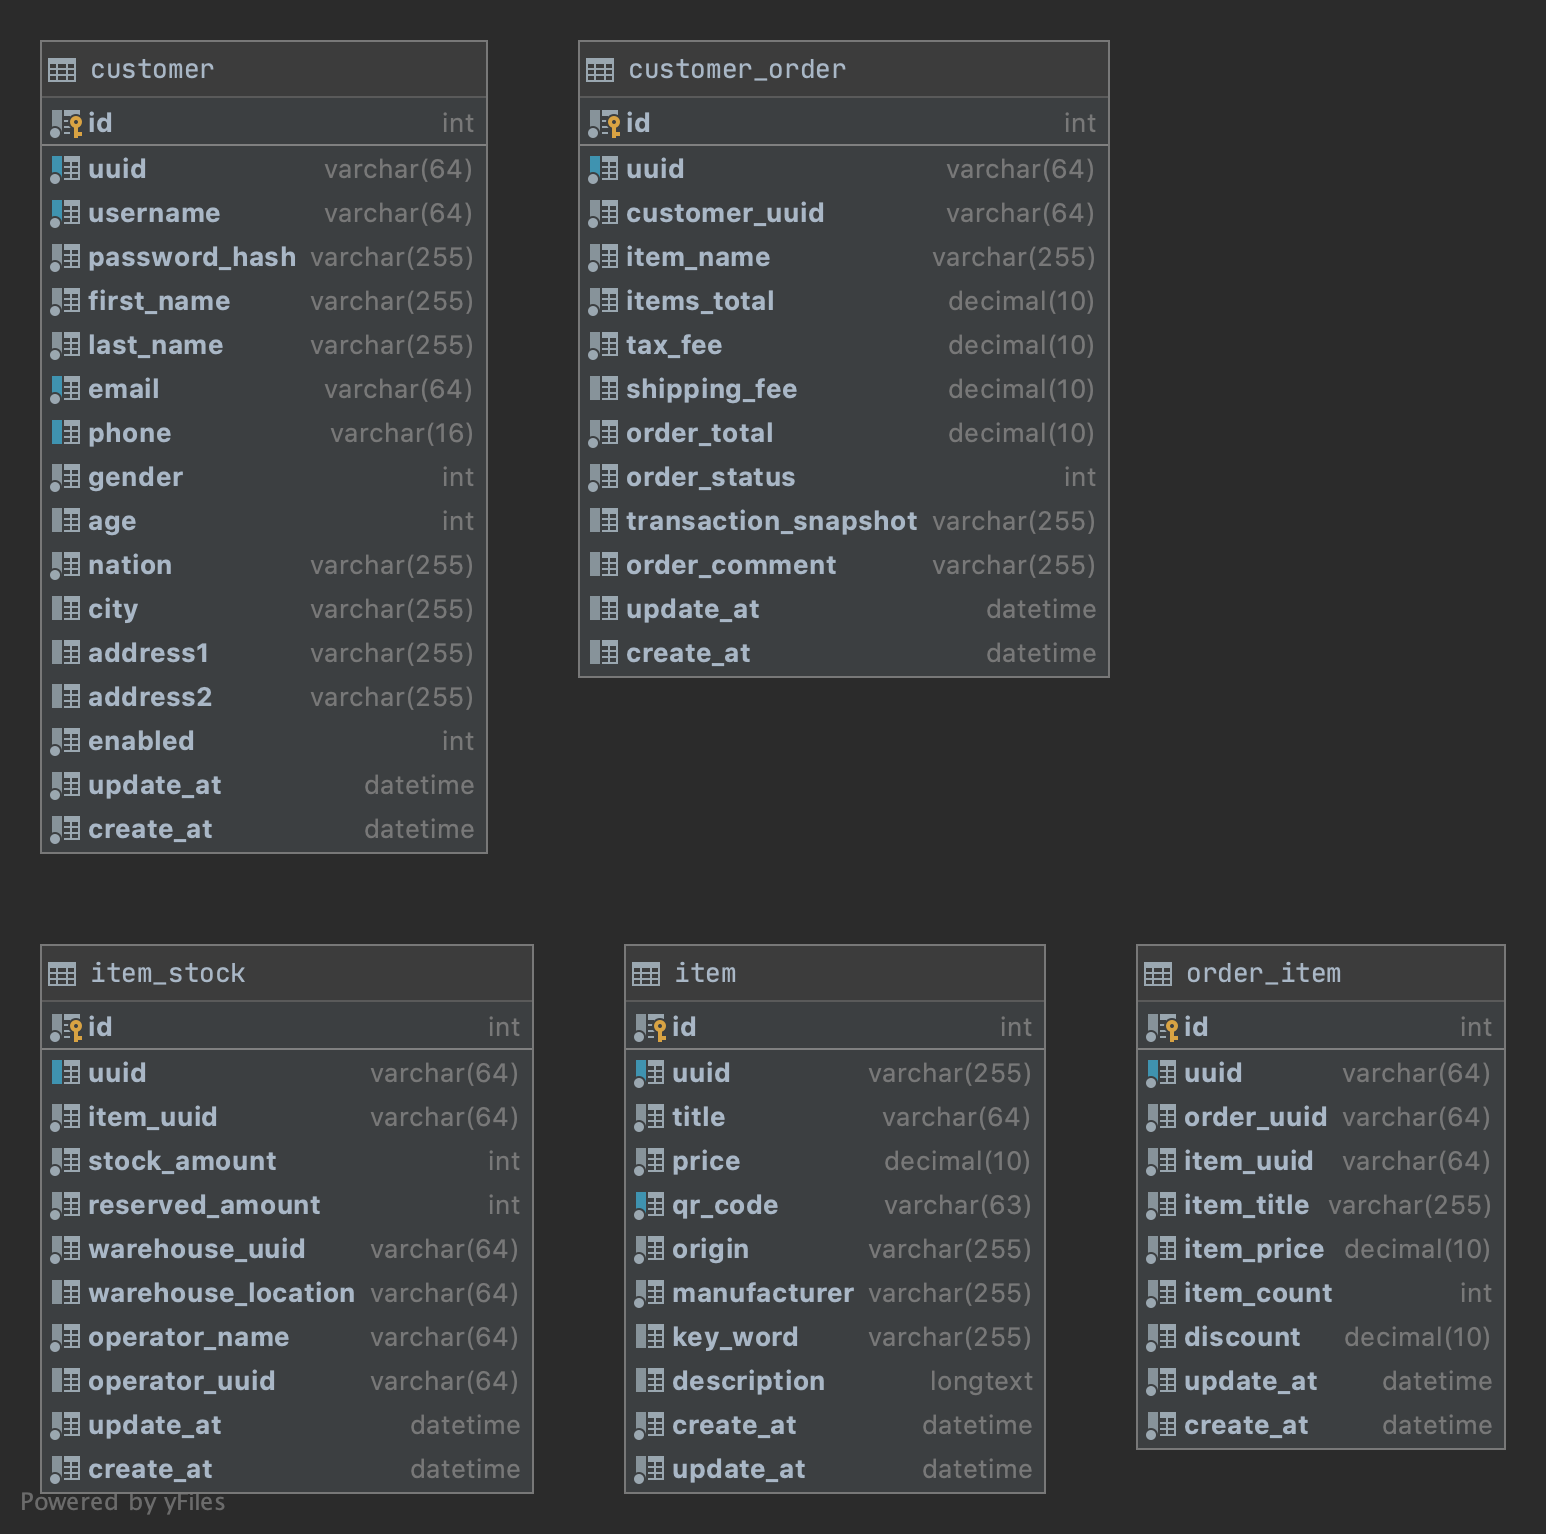 customer
id int
uuid varchar(64)
username varchar(64)
password_hash varchar(255)
first_name varchar(255)
last_name varchar(255)
email varchar(64)
phone varchar(16)
gender int
age int
nation varchar(255)
city varchar(255)
address1 varchar(255)
address2 varchar(255)
enabled int
update_at datetime
create_at datetime
customer_order
id int
uuid varchar(64)
customer_uuid varchar(64)
item_name varchar(255)
items_total decimal(10)
tax_fee decimal(10)
shipping_fee decimal(10)
order_total decimal(10)
order_status int
transaction_snapshot varchar(255)
order_comment varchar(255)
update_at datetime
create_at datetime
item_stock
id int
uuid varchar(64)
item_uuid varchar(64)
stock_amount int
reserved_amount int
warehouse_uuid varchar(64)
warehouse_location varchar(64)
operator_name varchar(64)
operator_uuid varchar(64)
update_at datetime
create_at datetime
item
id int
uuid varchar(255)
title varchar(64)
price decimal(10)
qr_code varchar(63)
origin varchar(255)
manufacturer varchar(255)
key_word varchar(255)
description longtext
create_at datetime
update_at datetime
order_item
id int
uuid varchar(64)
order_uuid varchar(64)
item_uuid varchar(64)
item_title varchar(255)
item_price decimal(10)
item_count int
discount decimal(10)
update_at datetime
create_at datetime
Powered by yFiles